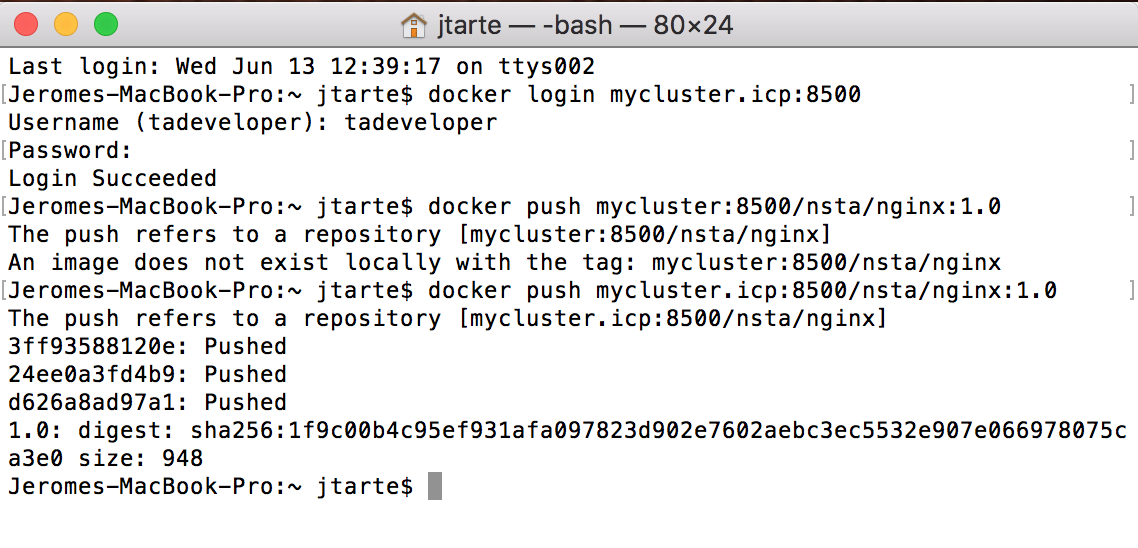 jtarte — -bash — 80×24
Last login: Wed Jun 13 12:39:17 on ttys002
[Jeromes-MacBook-Pro:~ jtarte$ docker login mycluster.icp:8500 ]
Username (tadeveloper): tadeveloper
[Password: ]
Login Succeeded
[Jeromes-MacBook-Pro:~ jtarte$ docker push mycluster:8500/nsta/nginx:1.0 ]
The push refers to a repository [mycluster:8500/nsta/nginx]
An image does not exist locally with the tag: mycluster:8500/nsta/nginx
[Jeromes-MacBook-Pro:~ jtarte$ docker push mycluster.icp:8500/nsta/nginx:1.0 ]
The push refers to a repository [mycluster.icp:8500/nsta/nginx]
3ff93588120e: Pushed
24ee0a3fd4b9: Pushed
d626a8ad97a1: Pushed
1.0: digest: sha256:1f9c00b4c95ef931afa097823d902e7602aebc3ec5532e907e066978075c
a3e0 size: 948
Jeromes-MacBook-Pro:~ jtarte$